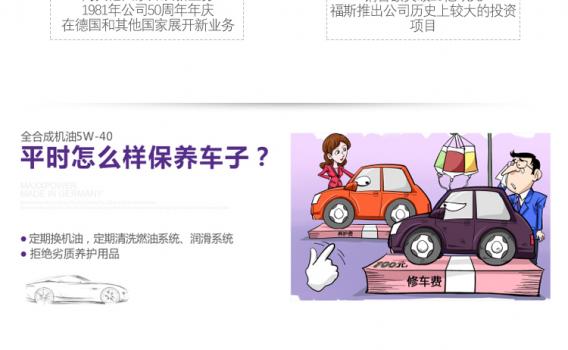 1981年公司50周年年庆
在德国和其他国家展开新业务
福斯推出公司历史上较大的投资
项目
全合成机油5W-40
平时怎么样保养车子？
MAXXPOWER
MADE IN GERMANY
● 定期换机油，定期清洗燃油系统、润滑系统
● 拒绝劣质养护用品
养护费
修车费